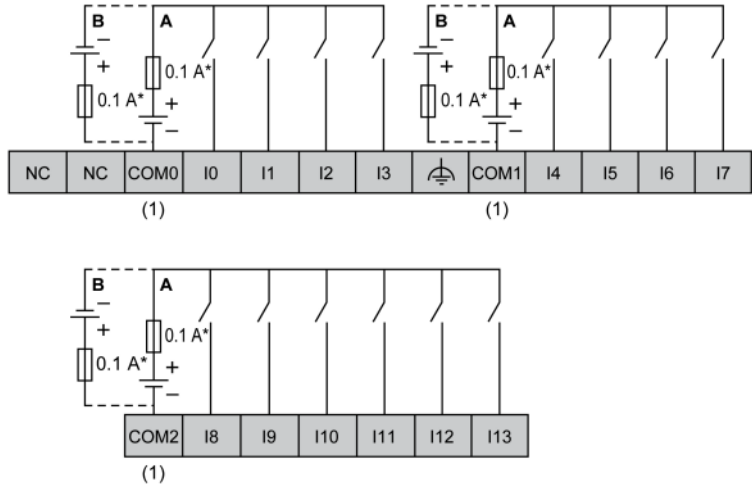 B A B A
− −
0.1 A* 0.1 A*
+ + + +
0.1 A* 0.1 A*
− −
NC NC COM0 I0 I1 I2 I3 COM1 I4 I5 I6 I7
(1) (1)
B A
−
0.1 A*
+ +
0.1 A*
−
COM2 I8 I9 I10 I11 I12 I13
(1)